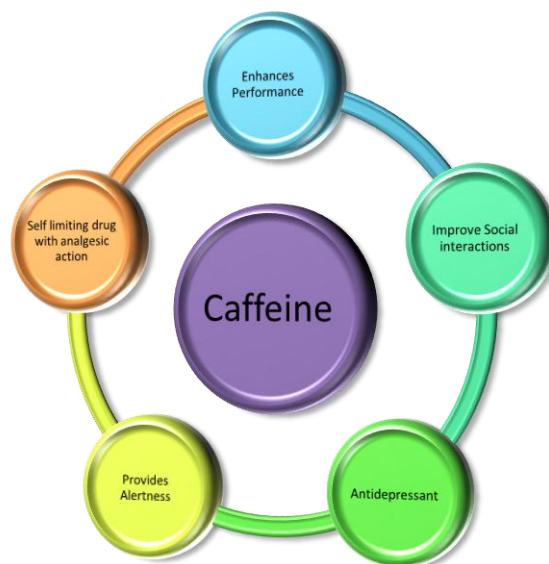 Enhances
Performance
Improve Social
interactions
Antidepressant
Provides
Alertness
Self limiting drug
with analgesic
action
Caffeine